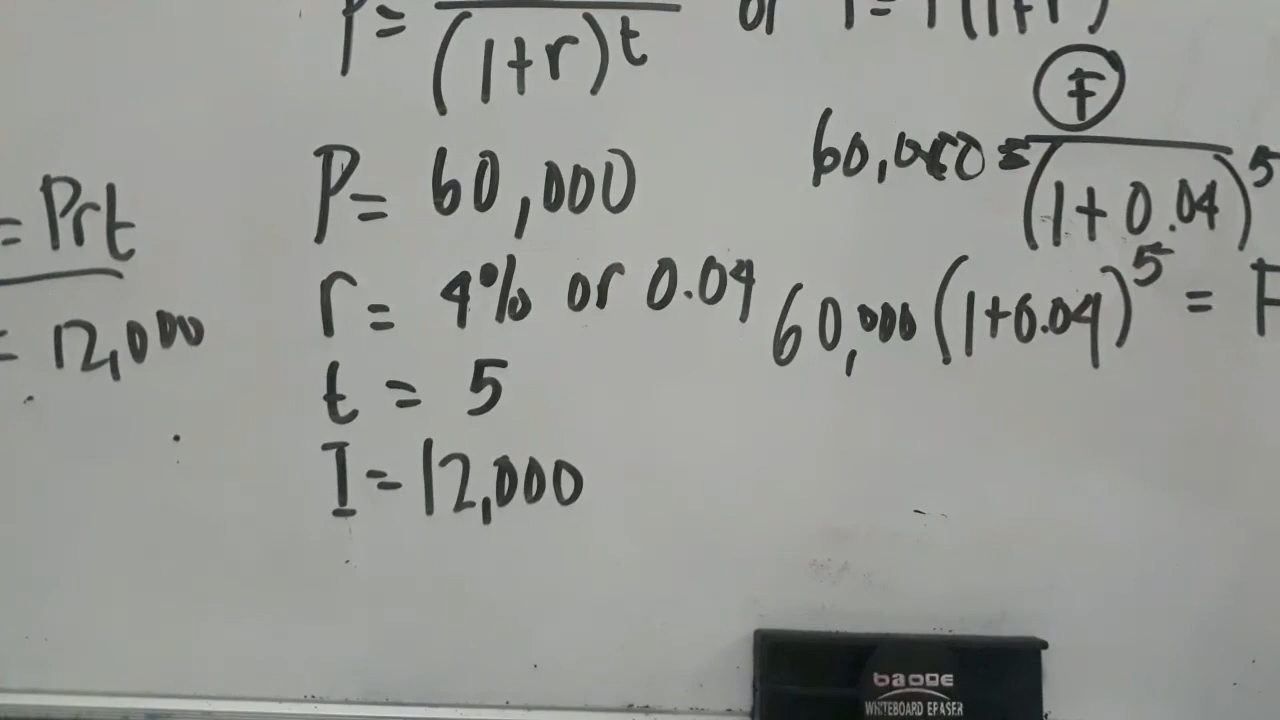 P = (1+r)^t or
F
60,000 = (1+0.04)^5
= Prt
P = 60,000
r = 4% or 0.04
60,000(1+0.04)^5 = F
= 12,000
t = 5
I = 12,000
baoge
WHITEBOARD ERASER